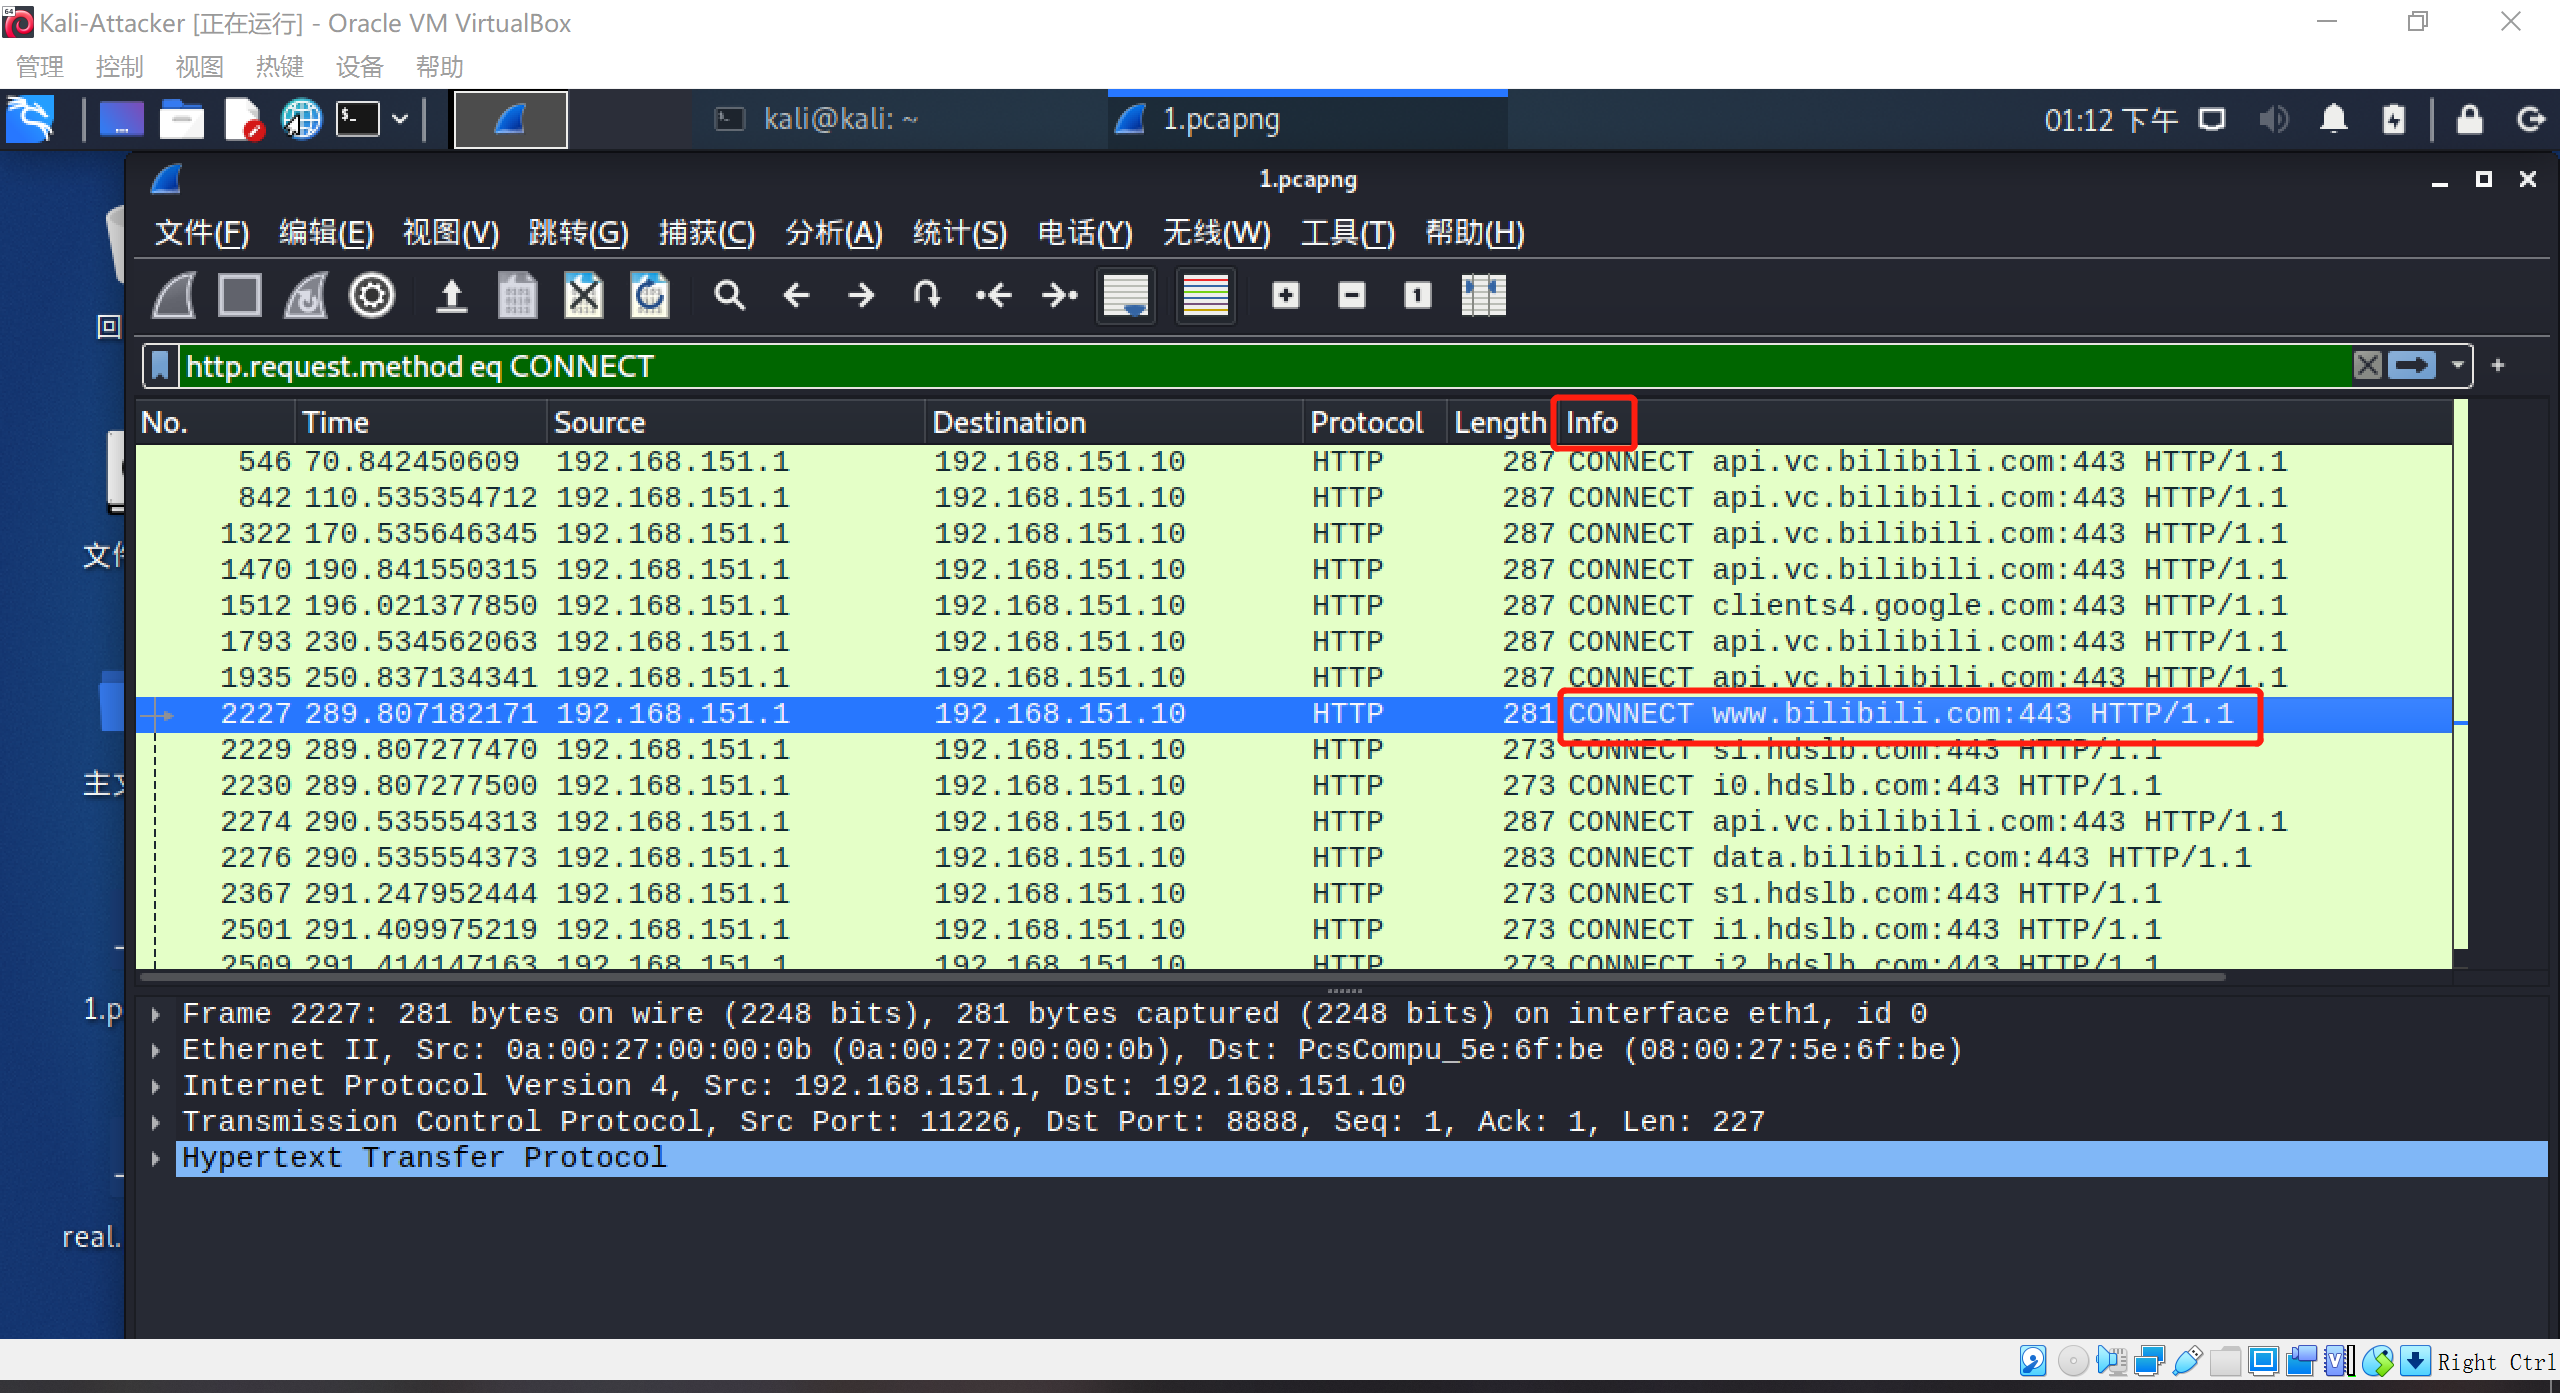 Kali-Attacker [正在运行] - Oracle VM VirtualBox
管理 控制 视图 热键 设备 帮助
kali@kali: ~ 1.pcapng 01:12 下午
1.pcapng
文件(F) 编辑(E) 视图(V) 跳转(G) 捕获(C) 分析(A) 统计(S) 电话(Y) 无线(W) 工具(T) 帮助(H)
http.request.method eq CONNECT
No. Time Source Destination Protocol Length Info
546 70.842450609 192.168.151.1 192.168.151.10 HTTP 287 CONNECT api.vc.bilibili.com:443 HTTP/1.1
842 110.535354712 192.168.151.1 192.168.151.10 HTTP 287 CONNECT api.vc.bilibili.com:443 HTTP/1.1
1322 170.535646345 192.168.151.1 192.168.151.10 HTTP 287 CONNECT api.vc.bilibili.com:443 HTTP/1.1
1470 190.841550315 192.168.151.1 192.168.151.10 HTTP 287 CONNECT api.vc.bilibili.com:443 HTTP/1.1
1512 196.021377850 192.168.151.1 192.168.151.10 HTTP 287 CONNECT clients4.google.com:443 HTTP/1.1
1793 230.534562063 192.168.151.1 192.168.151.10 HTTP 287 CONNECT api.vc.bilibili.com:443 HTTP/1.1
1935 250.837134341 192.168.151.1 192.168.151.10 HTTP 287 CONNECT api.vc.bilibili.com:443 HTTP/1.1
2227 289.807182171 192.168.151.1 192.168.151.10 HTTP 281 CONNECT www.bilibili.com:443 HTTP/1.1
2229 289.807277470 192.168.151.1 192.168.151.10 HTTP 273 CONNECT s1.hdslb.com:443 HTTP/1.1
2230 289.807277500 192.168.151.1 192.168.151.10 HTTP 273 CONNECT i0.hdslb.com:443 HTTP/1.1
2274 290.535554313 192.168.151.1 192.168.151.10 HTTP 287 CONNECT api.vc.bilibili.com:443 HTTP/1.1
2276 290.535554373 192.168.151.1 192.168.151.10 HTTP 283 CONNECT data.bilibili.com:443 HTTP/1.1
2367 291.247952444 192.168.151.1 192.168.151.10 HTTP 273 CONNECT s1.hdslb.com:443 HTTP/1.1
2501 291.409975219 192.168.151.1 192.168.151.10 HTTP 273 CONNECT i1.hdslb.com:443 HTTP/1.1
2509 291.414147163 192.168.151.1 192.168.151.10 HTTP 273 CONNECT i2.hdslb.com:443 HTTP/1.1
Frame 2227: 281 bytes on wire (2248 bits), 281 bytes captured (2248 bits) on interface eth1, id 0
Ethernet II, Src: 0a:00:27:00:00:0b (0a:00:27:00:00:0b), Dst: PcsCompu_5e:6f:be (08:00:27:5e:6f:be)
Internet Protocol Version 4, Src: 192.168.151.1, Dst: 192.168.151.10
Transmission Control Protocol, Src Port: 11226, Dst Port: 8888, Seq: 1, Ack: 1, Len: 227
Hypertext Transfer Protocol
回
文件
主文
1.p
real.
Right Ctrl